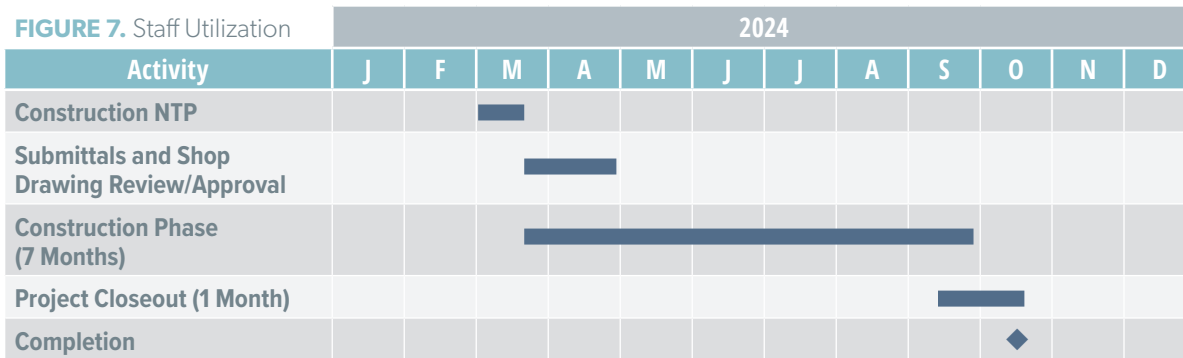 FIGURE 7. Staff Utilization
2024
Activity J F M A M J J A S O N D
Construction NTP
Submittals and Shop
Drawing Review/Approval
Construction Phase
(7 Months)
Project Closeout (1 Month)
Completion